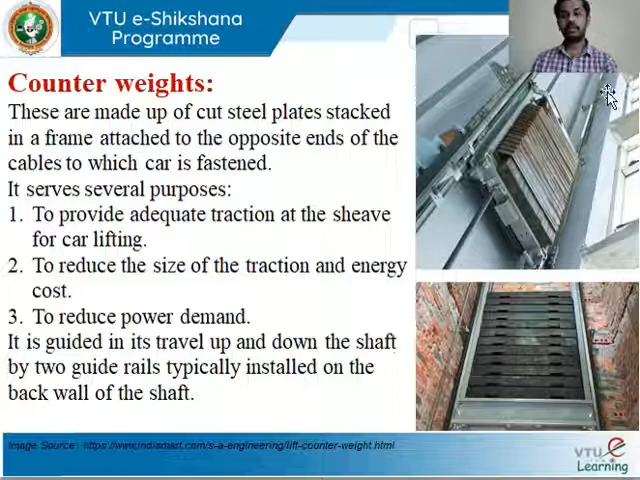 VTU e-Shikshana
Programme
Counter weights:
These are made up of cut steel plates stacked
in a frame attached to the opposite ends of the
cables to which car is fastened.
It serves several purposes:
1. To provide adequate traction at the sheave
for car lifting.
2. To reduce the size of the traction and energy
cost.
3. To reduce power demand.
It is guided in its travel up and down the shaft
by two guide rails typically installed on the
back wall of the shaft.
Image Source: https://www.indiamart.com/s-a-engineering/lift-counter-weight.html
VTU e
Learning